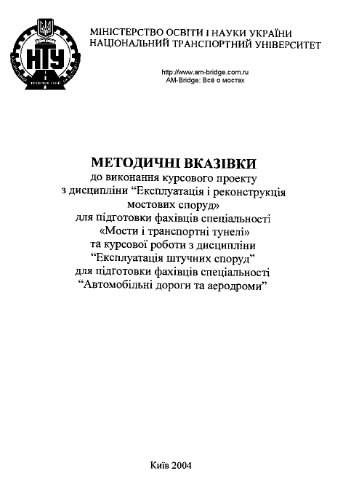 МІНІСТЕРСТВО ОСВІТИ І НАУКИ УКРАЇНИ
НАЦІОНАЛЬНИЙ ТРАНСПОРТНИЙ УНІВЕРСИТЕТ
НТУ
http://www.am-bridge.com.ru
AM-Bridge: Всё о мостах
МЕТОДИЧНІ ВКАЗІВКИ
до виконання курсового проекту
з дисципліни “Експлуатація і реконструкція
мостових споруд»
для підготовки фахівців спеціальності
«Мости і транспортні тунелі»
та курсової роботи з дисципліни
“Експлуатація штучних споруд”
для підготовки фахівців спеціальності
“Автомобільні дороги та аеродроми”
Київ 2004